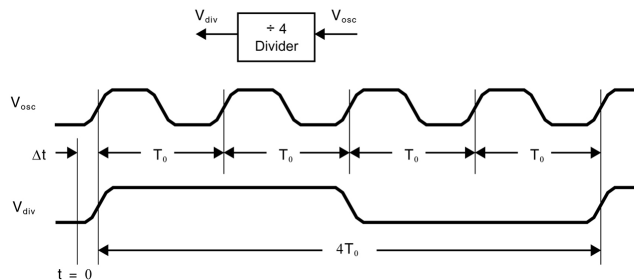 V_div ÷ 4 Divider V_osc
V_osc
Δt T_0 T_0 T_0 T_0
V_div
4T_0
t = 0